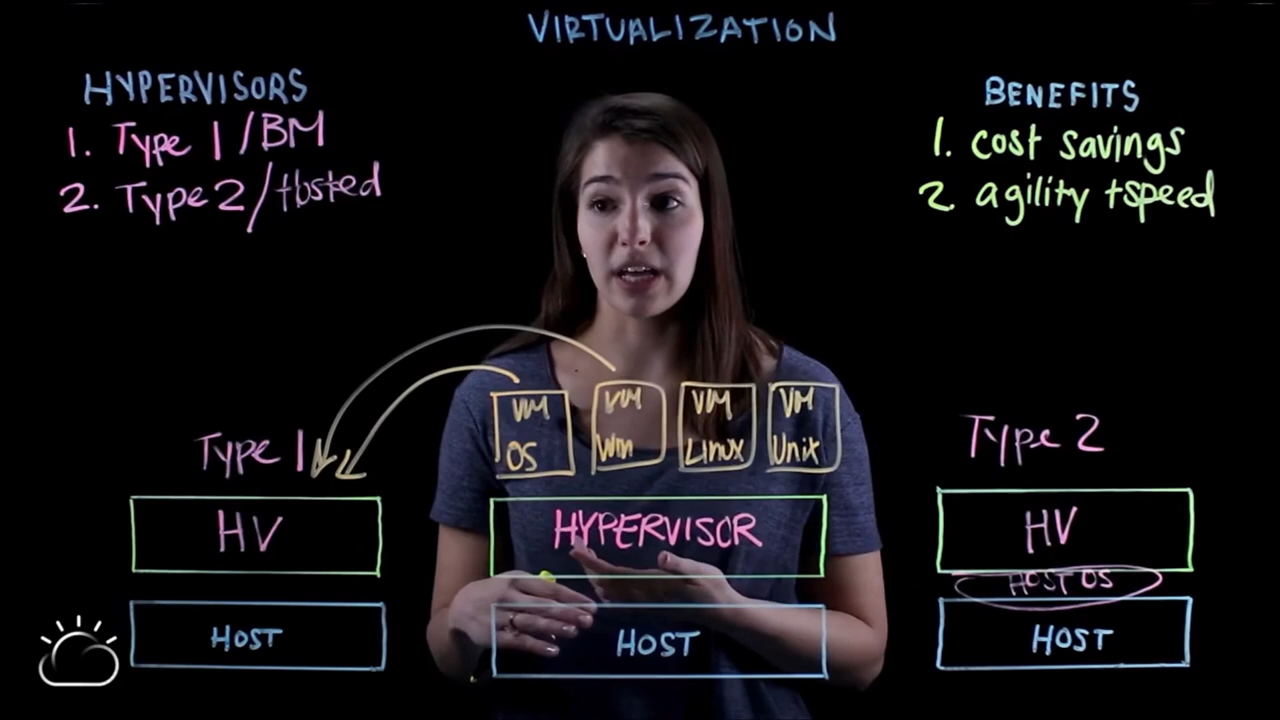 VIRTUALIZATION
HYPERVISORS
1. Type 1/BM
2. Type 2/Hosted
BENEFITS
1. cost savings
2. agility +speed
VM
OS
VM
Win
VM
Linux
VM
Unix
Type 1
HV
HOST
HYPERVISOR
HOST
Type 2
HV
HOST OS
HOST